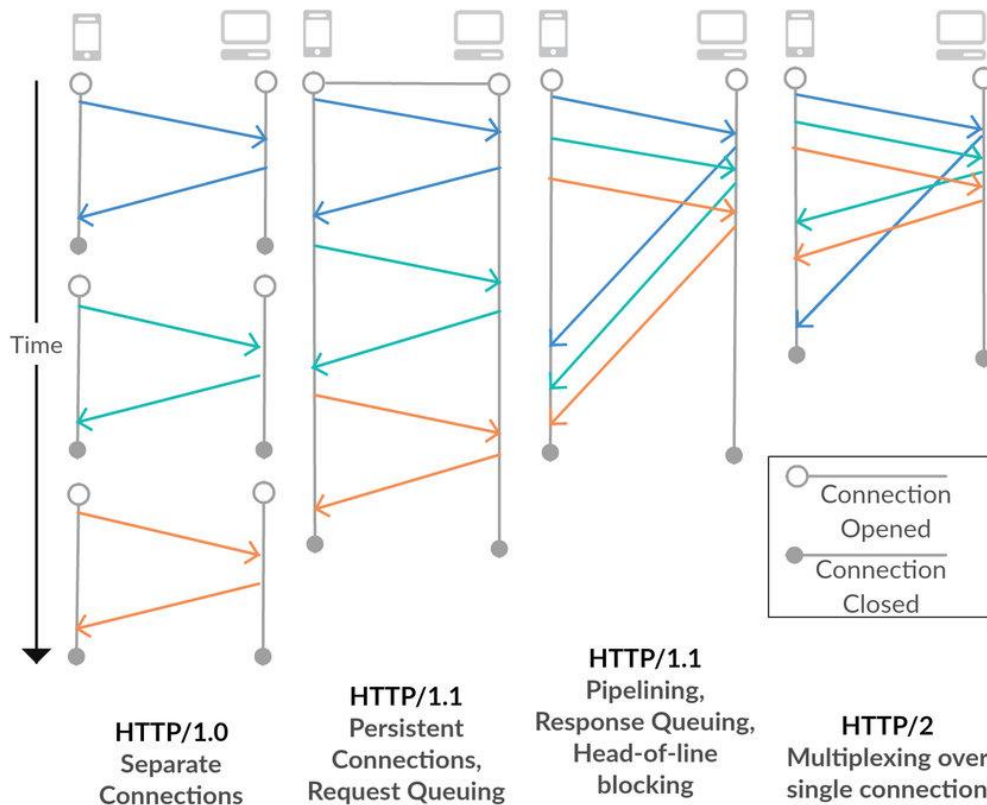 Time
HTTP/1.0
Separate
Connections
HTTP/1.1
Persistent
Connections,
Request Queuing
HTTP/1.1
Pipelining,
Response Queuing,
Head-of-line
blocking
HTTP/2
Multiplexing over
single connection
Connection
Opened
Connection
Closed